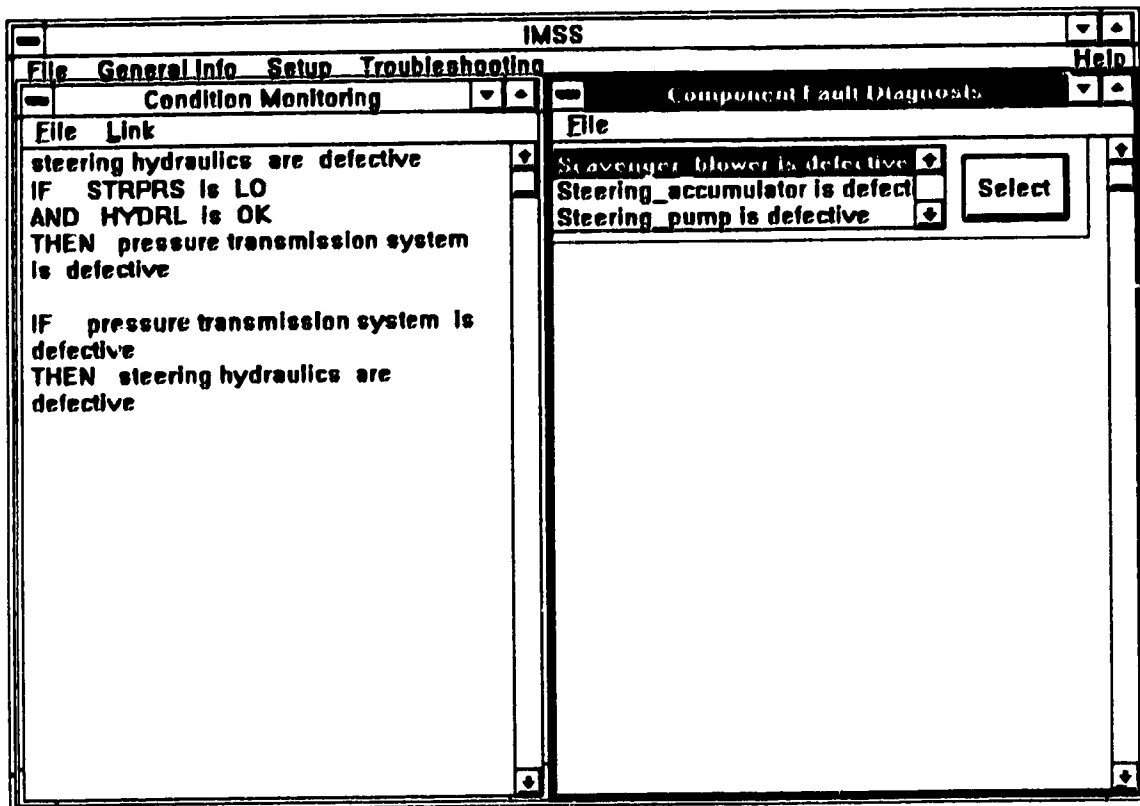 IMSS
File General Info Setup Troubleshooting Help
Condition Monitoring
File Link
steering hydraulics are defective
IF STRPRS is LO
AND HYDRL is OK
THEN pressure transmission system
is defective
IF pressure transmission system is
defective
THEN steering hydraulics are
defective
Component Fault Diagnosis
File
Scavenger_blower is defective
Steering_accumulator is defect
Steering_pump is defective
Select